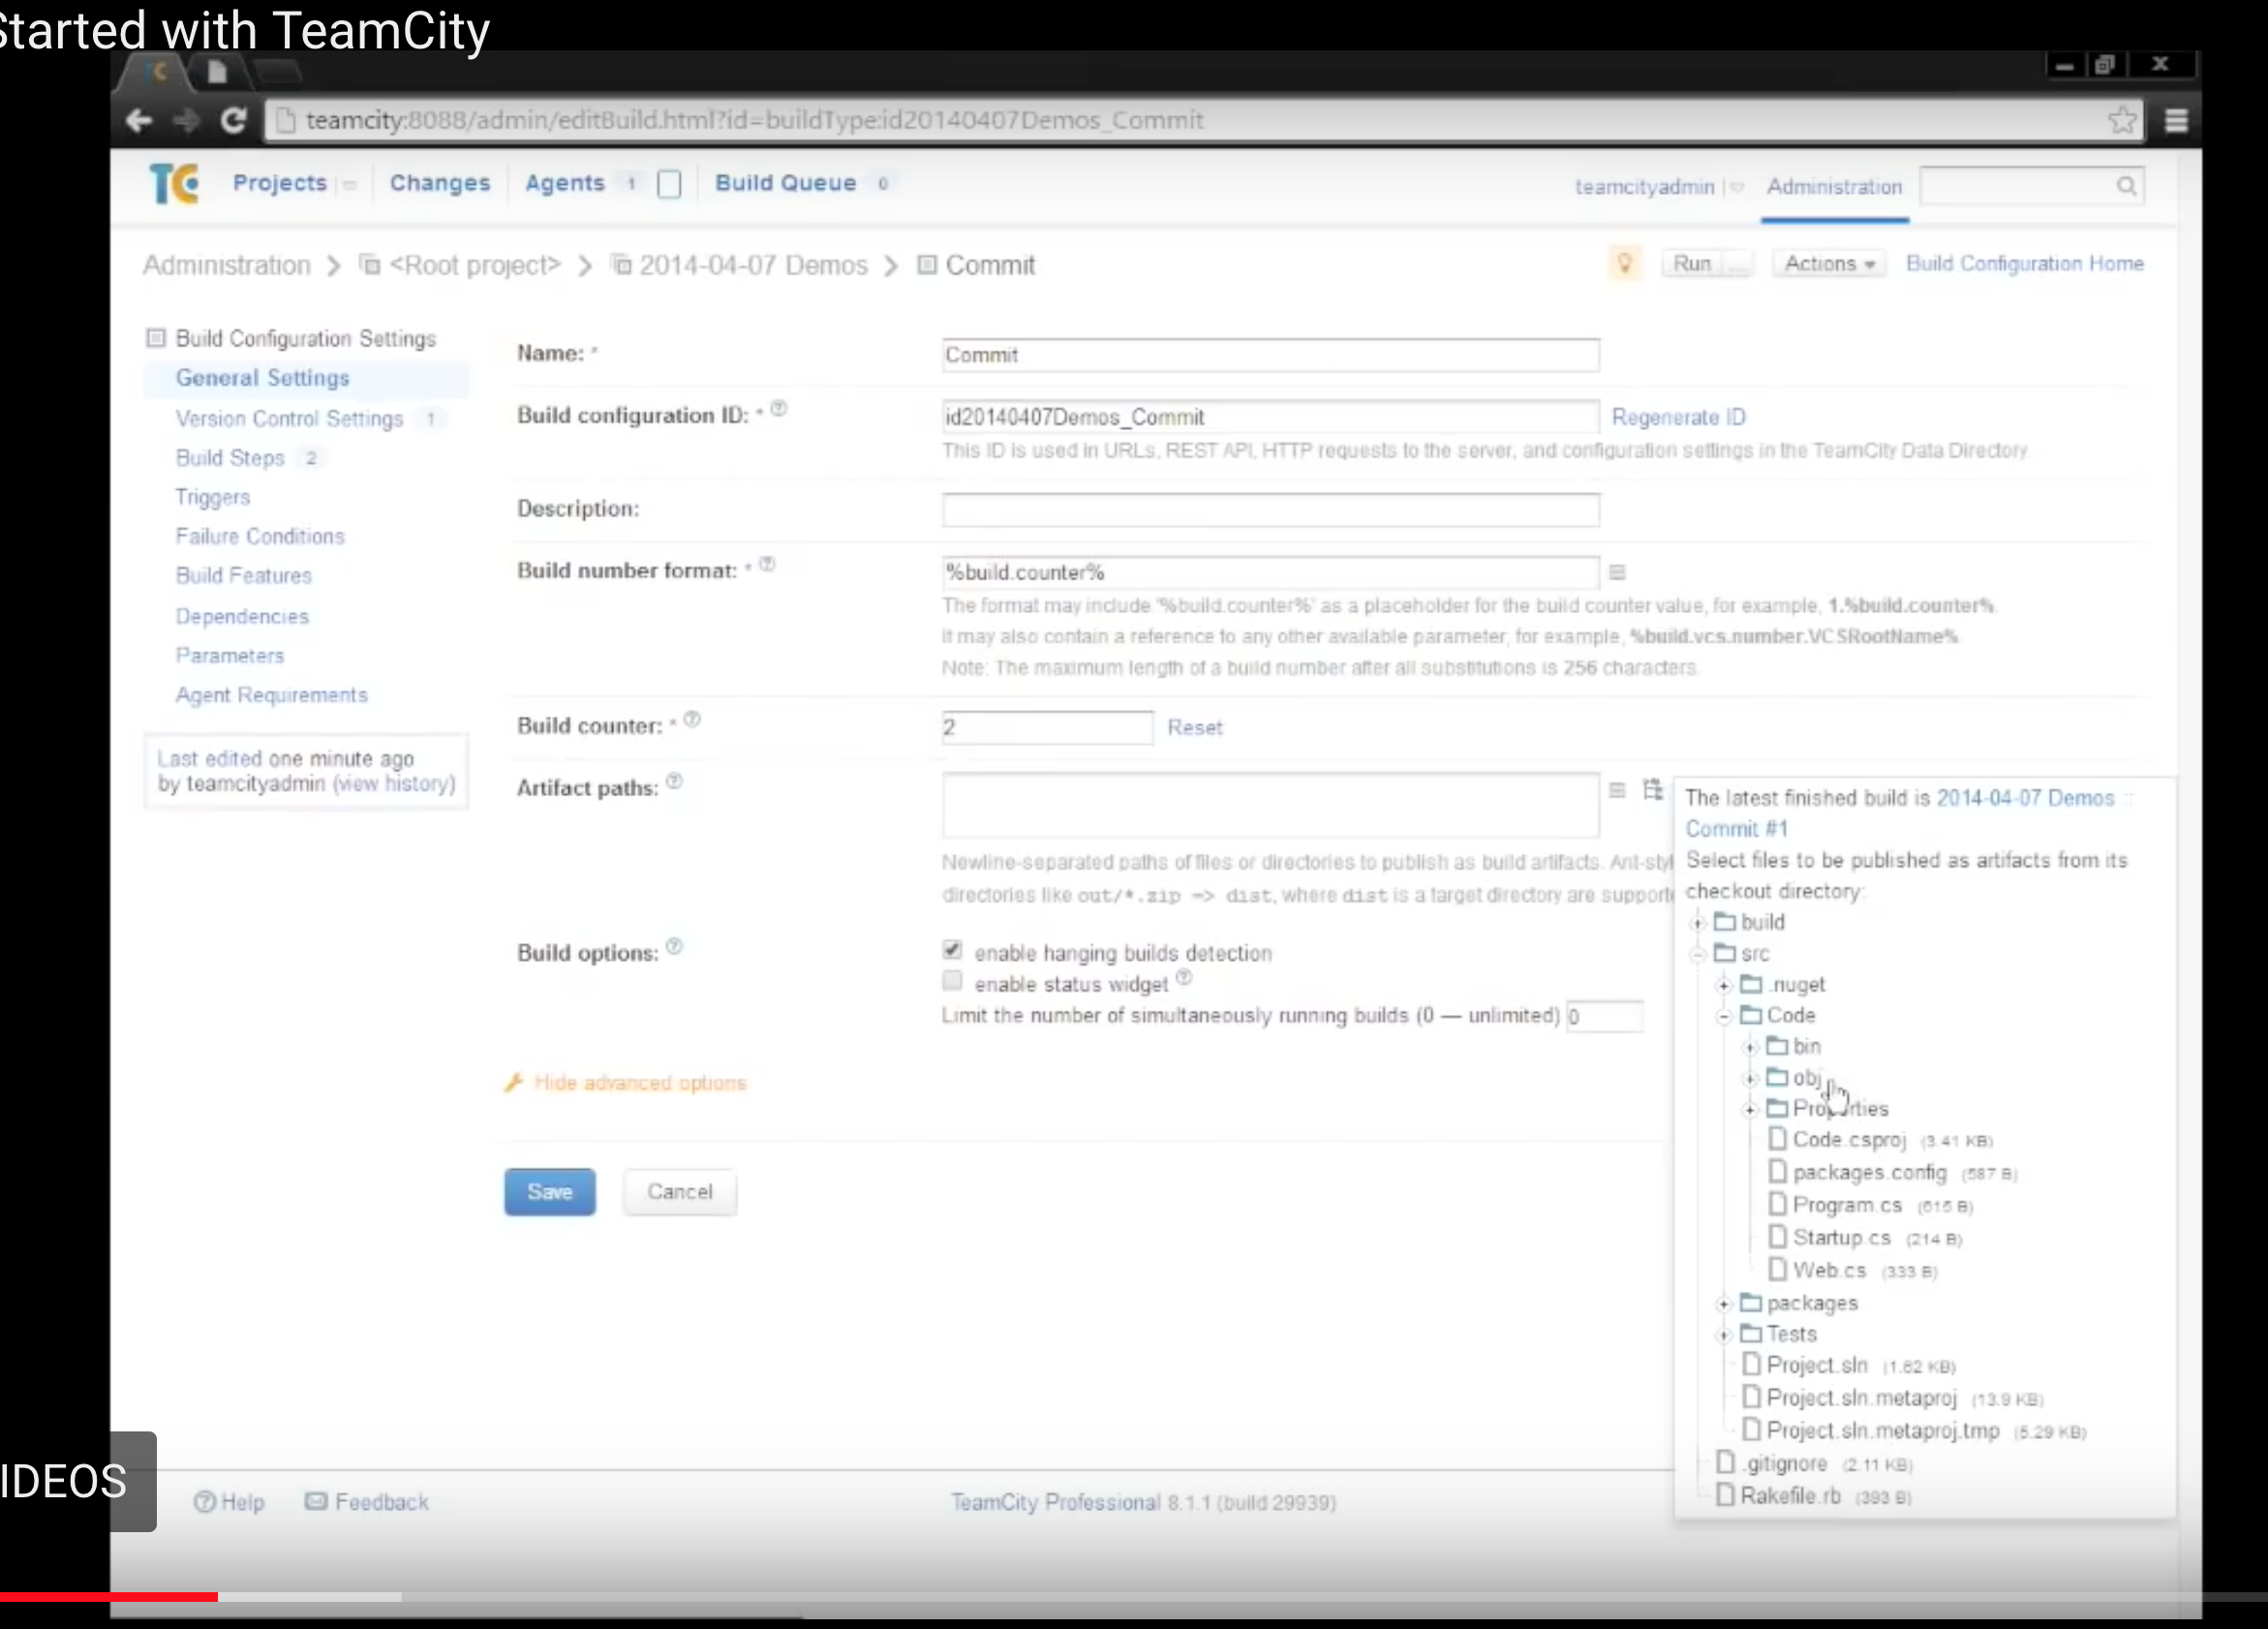 Started with TeamCity
teamcity:8088/admin/editBuild.html?id=buildType:id20140407Demos_Commit
TC Projects Changes Agents 1 Build Queue 0 teamcityadmin Administration
Administration > <Root project> > 2014-04-07 Demos > Commit Run ... Actions Build Configuration Home
Build Configuration Settings
General Settings
Version Control Settings 1
Build Steps 2
Triggers
Failure Conditions
Build Features
Dependencies
Parameters
Agent Requirements
Last edited one minute ago
by teamcityadmin (view history)
Name: * Commit
Build configuration ID: * id20140407Demos_Commit Regenerate ID
This ID is used in URLs, REST API, HTTP requests to the server, and configuration settings in the TeamCity Data Directory.
Description:
Build number format: * %build.counter%
The format may include '%build.counter%' as a placeholder for the build counter value, for example, 1.%build.counter%.
It may also contain a reference to any other available parameter, for example, %build.vcs.number.VCSRootName%.
Note: The maximum length of a build number after all substitutions is 256 characters.
Build counter: * 2 Reset
Artifact paths:
Newline-separated paths of files or directories to publish as build artifacts. Ant-styl
directories like out/*.zip => dist, where dist is a target directory are supporte
Build options: enable hanging builds detection
enable status widget
Limit the number of simultaneously running builds (0 — unlimited) 0
Hide advanced options
Save Cancel
The latest finished build is 2014-04-07 Demos ::
Commit #1
Select files to be published as artifacts from its
checkout directory:
build
src
.nuget
Code
bin
obj
Properties
Code.csproj (3.41 KB)
packages.config (587 B)
Program.cs (615 B)
Startup.cs (214 B)
Web.cs (333 B)
packages
Tests
Project.sln (1.62 KB)
Project.sln.metaproj (13.9 KB)
Project.sln.metaproj.tmp (5.29 KB)
.gitignore (2.11 KB)
Rakefile.rb (393 B)
IDEOS
Help Feedback TeamCity Professional 8.1.1 (build 29939)